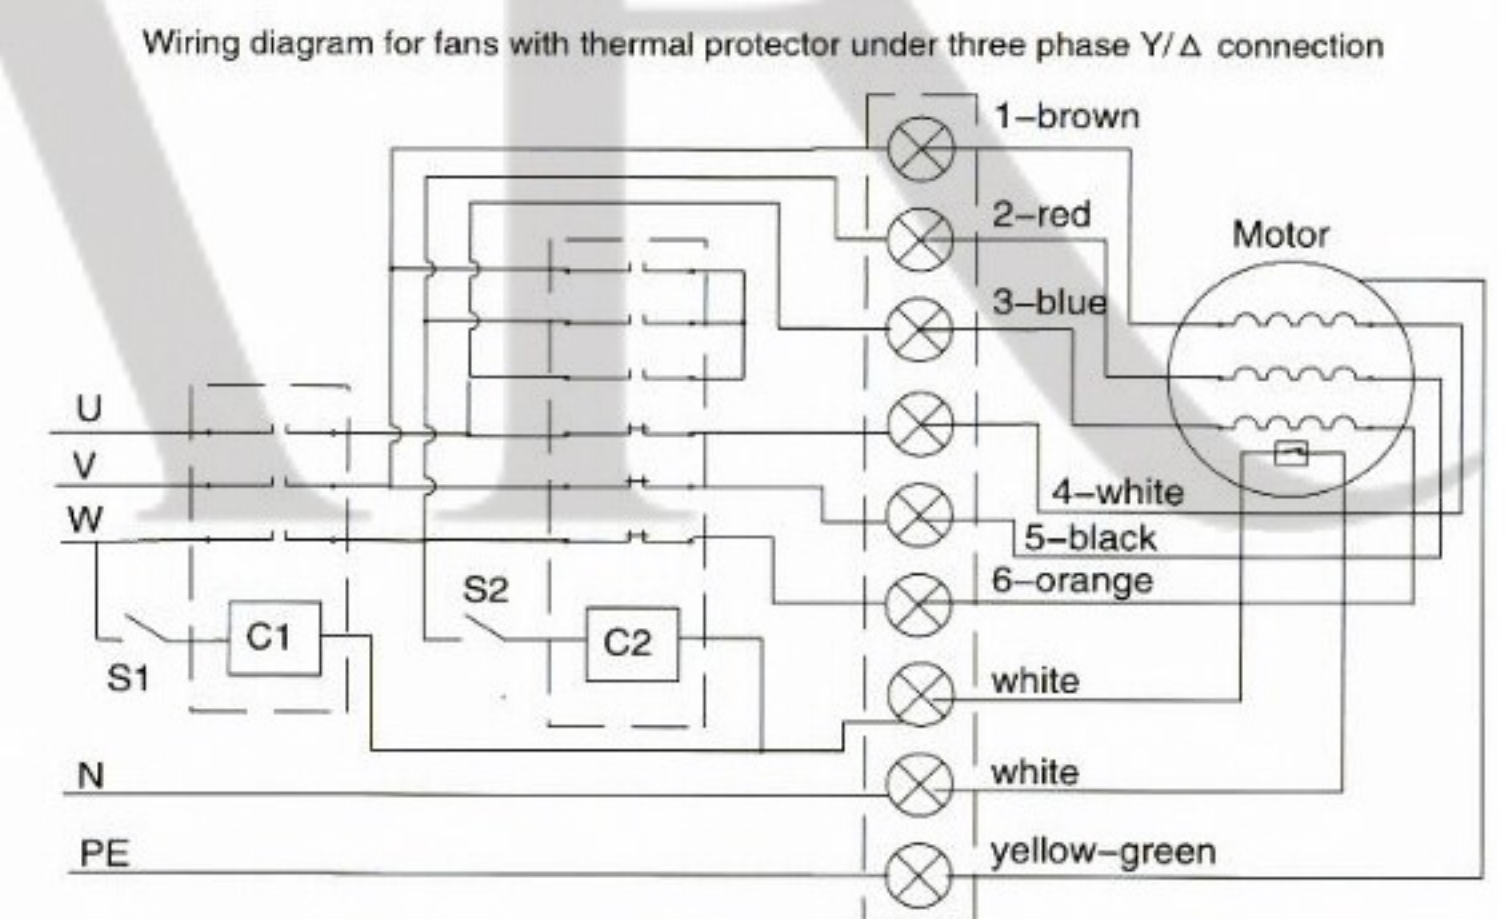 Wiring diagram for fans with thermal protector under three phase Y/Δ connection
1–brown
2–red
Motor
3–blue
U
V
4–white
W
5–black
6–orange
S2
C1
C2
S1
white
N
white
PE
yellow–green